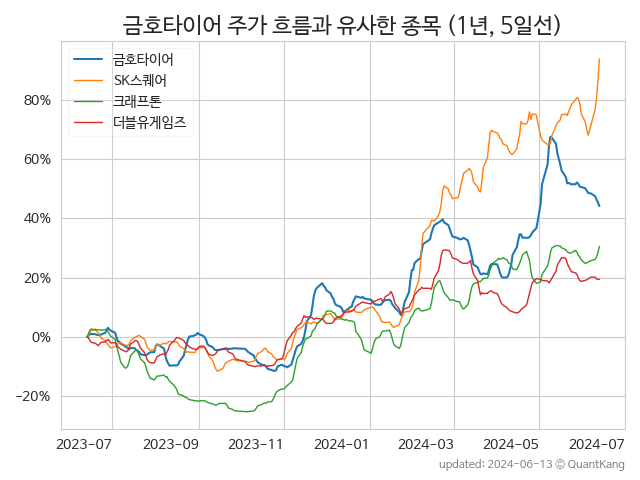 금호타이어 주가 흐름과 유사한 종목 (1년, 5일선)
금호타이어
SK스퀘어
크래프톤
더블유게임즈
80%
60%
40%
20%
0%
−20%
2023-07 2023-09 2023-11 2024-01 2024-03 2024-05 2024-07
updated: 2024-06-13 © QuantKang